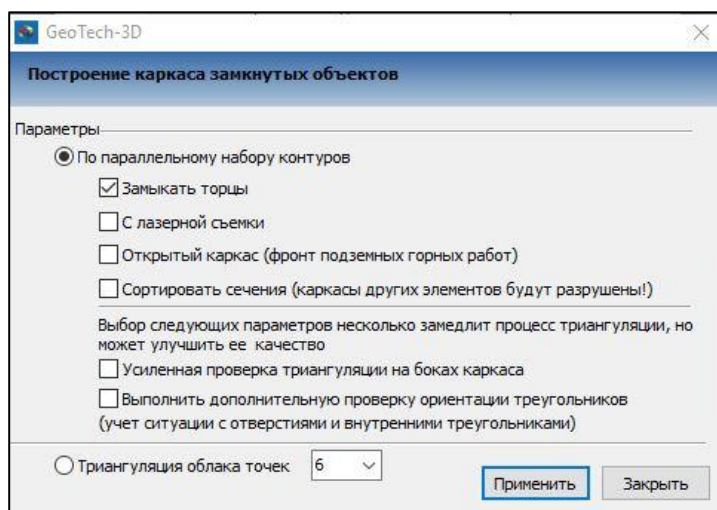 GeoTech-3D
Построение каркаса замкнутых объектов
Параметры
По параллельному набору контуров
Замыкать торцы
С лазерной съемки
Открытый каркас (фронт подземных горных работ)
Сортировать сечения (каркасы других элементов будут разрушены!)
Выбор следующих параметров несколько замедлит процесс триангуляции, но
может улучшить ее качество
Усиленная проверка триангуляции на боках каркаса
Выполнить дополнительную проверку ориентации треугольников
(учет ситуации с отверстиями и внутренними треугольниками)
Триангуляция облака точек 6
Применить Закрыть